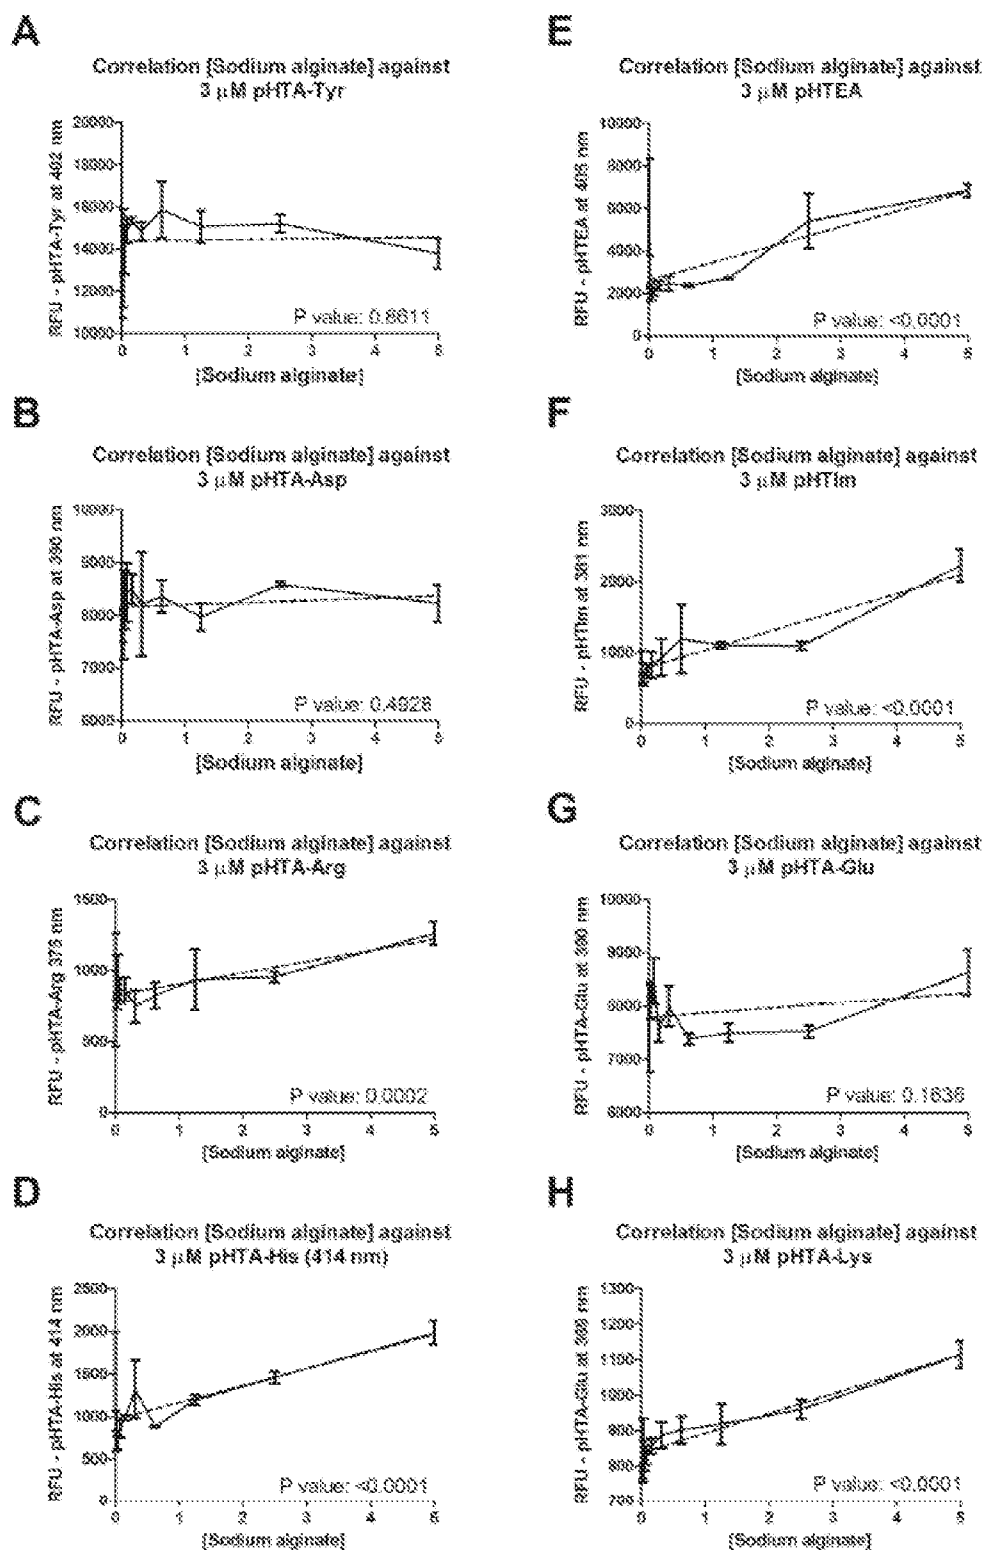 A
Correlation [Sodium alginate] against
3 µM pHTA-Tyr
RFU - pHTA-Tyr at 492 nm
20000
18000
16000
14000
12000
10000
P value: 0.8611
0 1 2 3 4 5
[Sodium alginate]
B
Correlation [Sodium alginate] against
3 µM pHTA-Asp
RFU - pHTA-Asp at 390 nm
10000
9000
8000
7000
6000
P value: 0.4928
0 1 2 3 4 5
[Sodium alginate]
C
Correlation [Sodium alginate] against
3 µM pHTA-Arg
RFU - pHTA-Arg 376 nm
1500
1000
500
0
P value: 0.0002
0 1 2 3 4 5
[Sodium alginate]
D
Correlation [Sodium alginate] against
3 µM pHTA-His (414 nm)
RFU - pHTA-His at 414 nm
2500
2000
1500
1000
500
0
P value: <0.0001
0 1 2 3 4 5
[Sodium alginate]
E
Correlation [Sodium alginate] against
3 µM pHTEA
RFU - pHTEA at 405 nm
10000
8000
6000
4000
2000
0
P value: <0.0001
0 1 2 3 4 5
[Sodium alginate]
F
Correlation [Sodium alginate] against
3 µM pHTIm
RFU - pHTIm at 381 nm
3000
2000
1000
0
P value: <0.0001
0 1 2 3 4 5
[Sodium alginate]
G
Correlation [Sodium alginate] against
3 µM pHTA-Glu
RFU - pHTA-Glu at 390 nm
10000
9000
8000
7000
6000
P value: 0.1636
0 1 2 3 4 5
[Sodium alginate]
H
Correlation [Sodium alginate] against
3 µM pHTA-Lys
RFU - pHTA-Glu at nm
1300
1200
1100
1000
900
800
700
P value: <0.0001
0 1 2 3 4 5
[Sodium alginate]